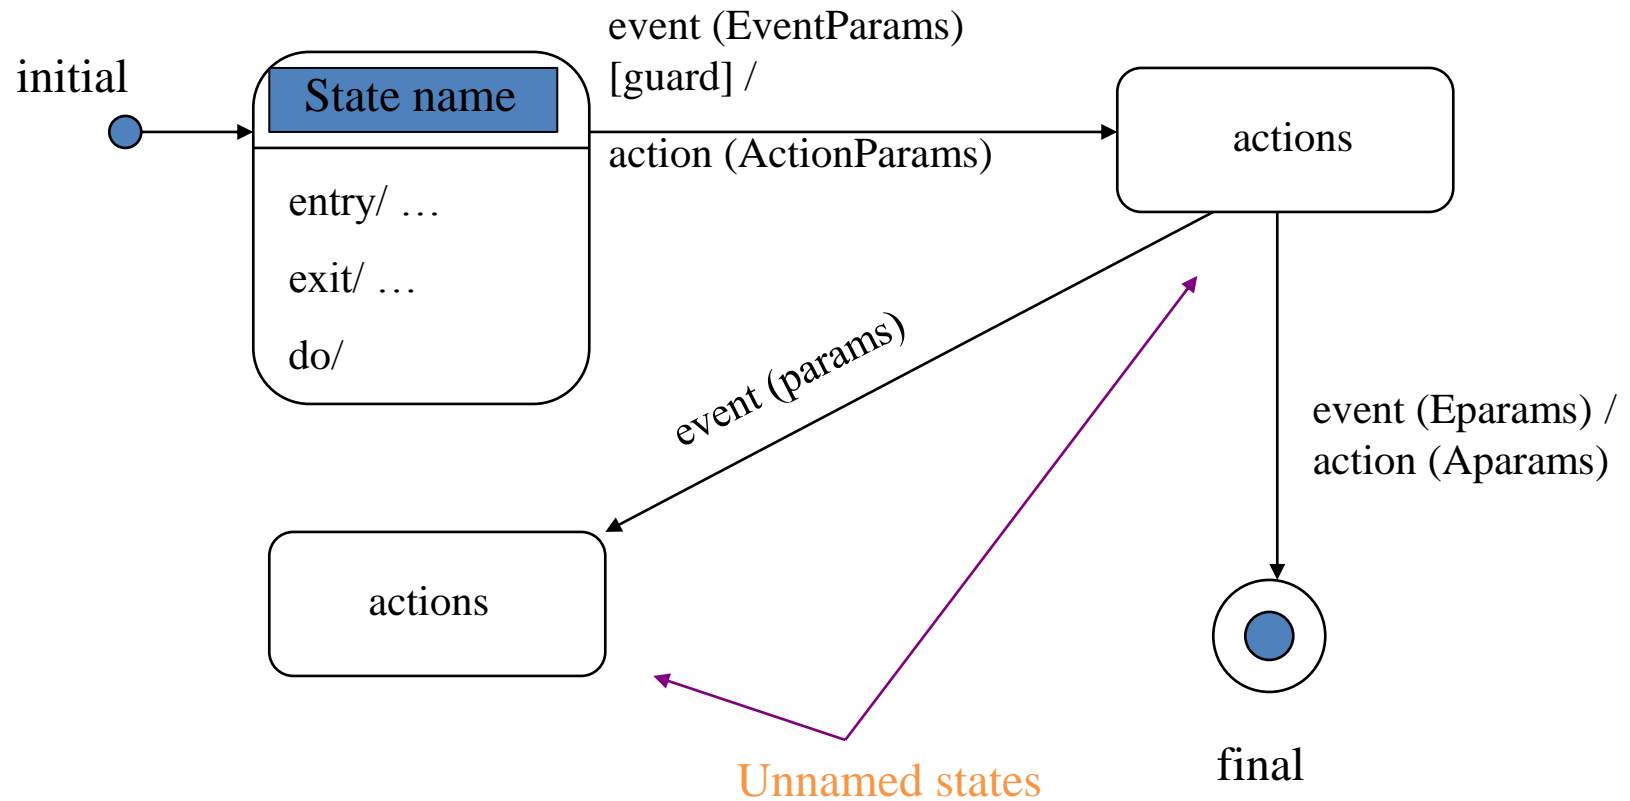 initial
State name
entry/ …
exit/ …
do/
event (EventParams)
[guard] /
action (ActionParams)
actions
event (params)
event (Eparams) /
action (Aparams)
actions
Unnamed states
final